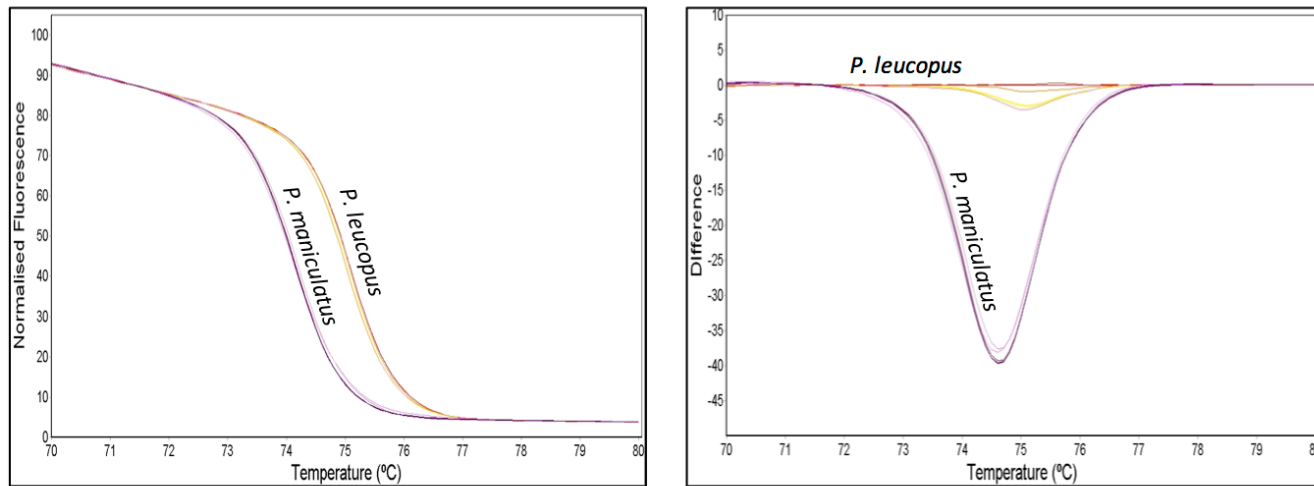 100
90
80
70
60
50
40
30
20
10
0
Normalised Fluorescence
P. maniculatus
P. leucopus
70 71 72 73 74 75 76 77 78 79 80
Temperature (ºC)
10
5
0
-5
-10
-15
-20
-25
-30
-35
-40
-45
Difference
P. leucopus
P. maniculatus
70 71 72 73 74 75 76 77 78 79
Temperature (ºC)